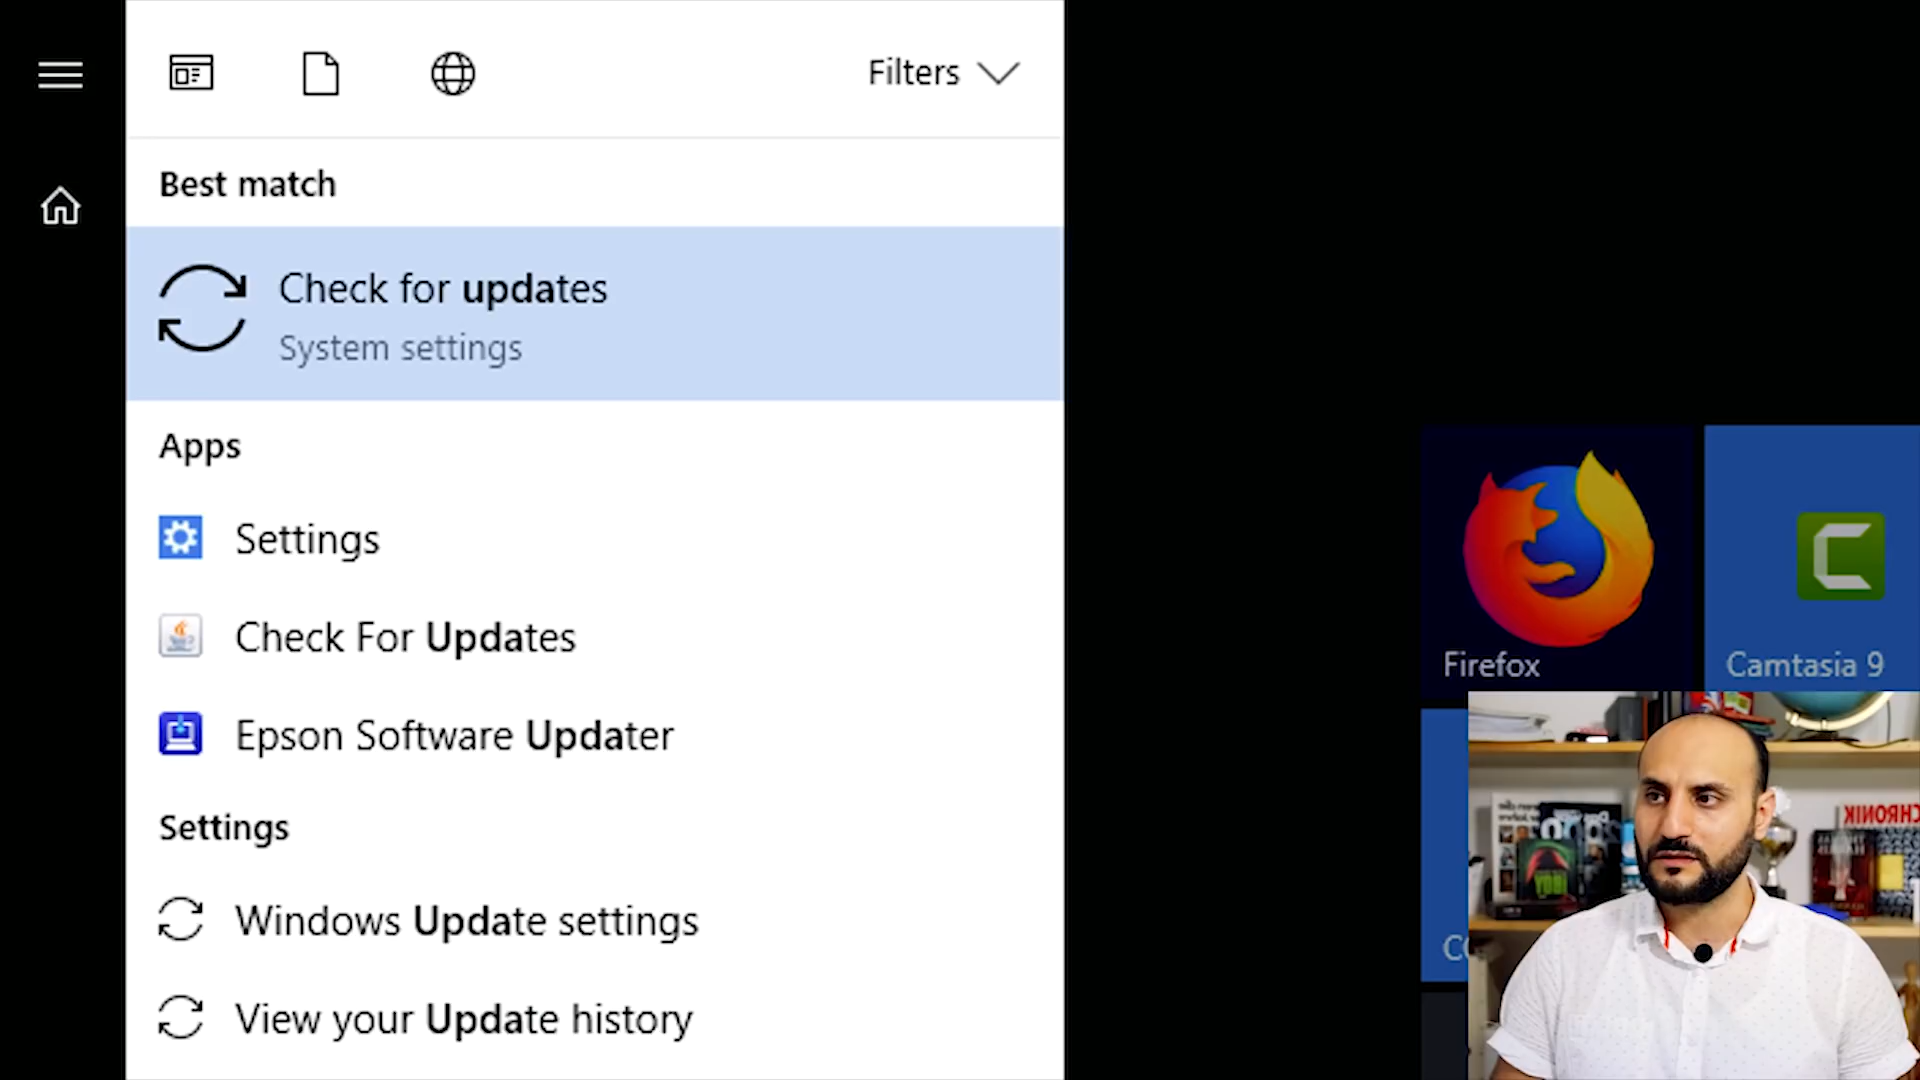 Filters
Best match
Check for updates
System settings
Apps
Settings
Check For Updates
Epson Software Updater
Settings
Windows Update settings
View your Update history
Firefox
Camtasia 9
CHRONIK